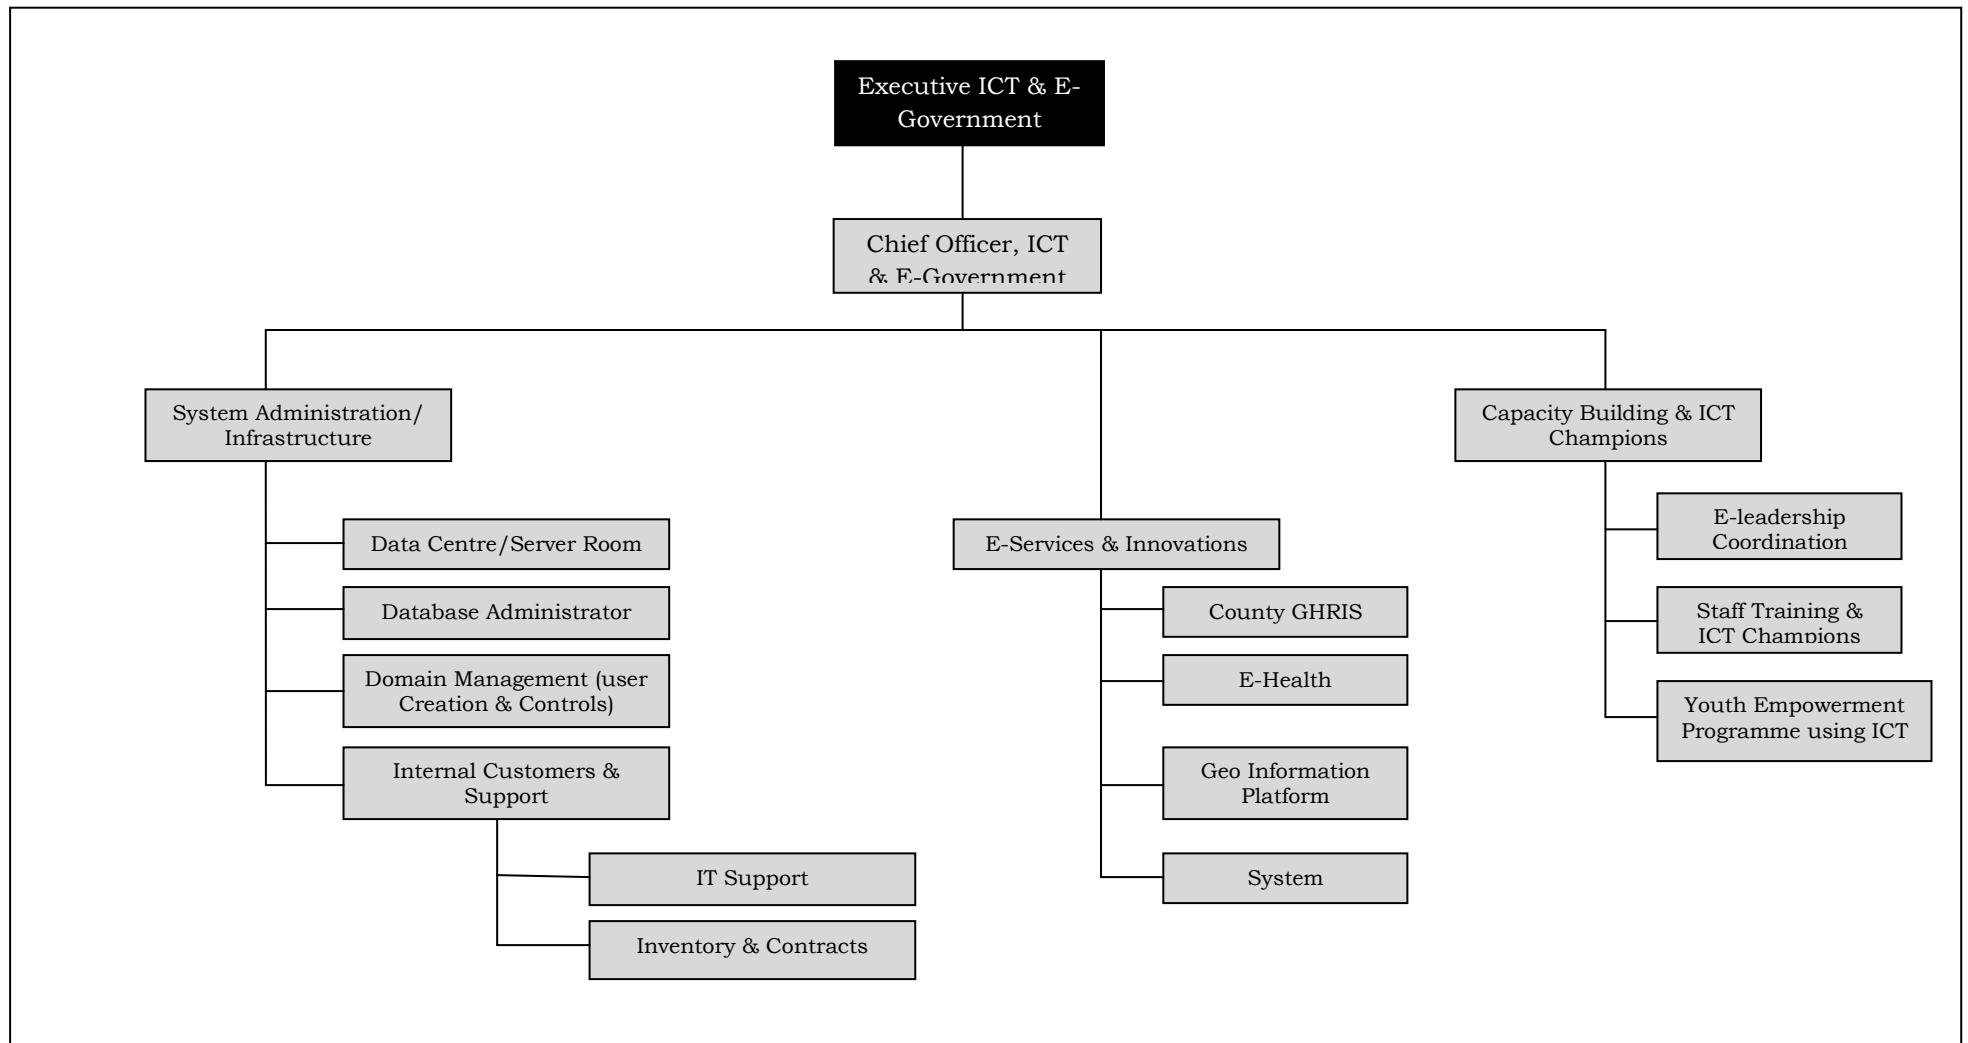 Executive ICT & E-
Government
Chief Officer, ICT
& E-Government
System Administration/
Infrastructure
Data Centre/Server Room
Database Administrator
Domain Management (user
Creation & Controls)
Internal Customers &
Support
IT Support
Inventory & Contracts
E-Services & Innovations
County GHRIS
E-Health
Geo Information
Platform
System
Capacity Building & ICT
Champions
E-leadership
Coordination
Staff Training &
ICT Champions
Youth Empowerment
Programme using ICT